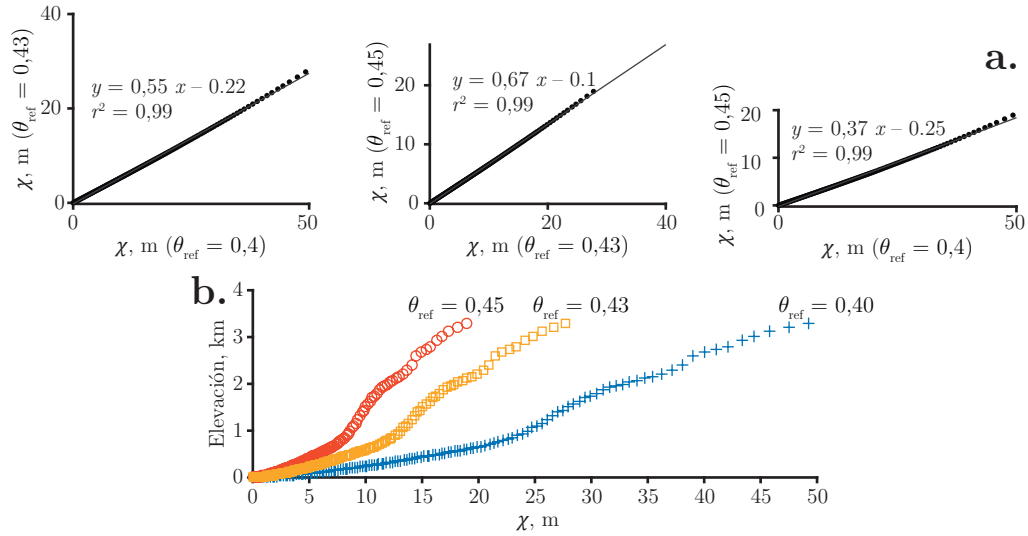 a.
40
20
0
0
50
χ, m (θref = 0,43)
y = 0,55 x – 0.22
r² = 0,99
χ, m (θref = 0,4)
20
10
0
0
20
40
χ, m (θref = 0,45)
y = 0,67 x – 0.1
r² = 0,99
χ, m (θref = 0,43)
20
10
0
0
50
χ, m (θref = 0,45)
y = 0,37 x – 0.25
r² = 0,99
χ, m (θref = 0,4)
b.
θref = 0,45
θref = 0,43
θref = 0,40
Elevación, km
4
3
2
1
0
0 5 10 15 20 25 30 35 40 45 50
χ, m